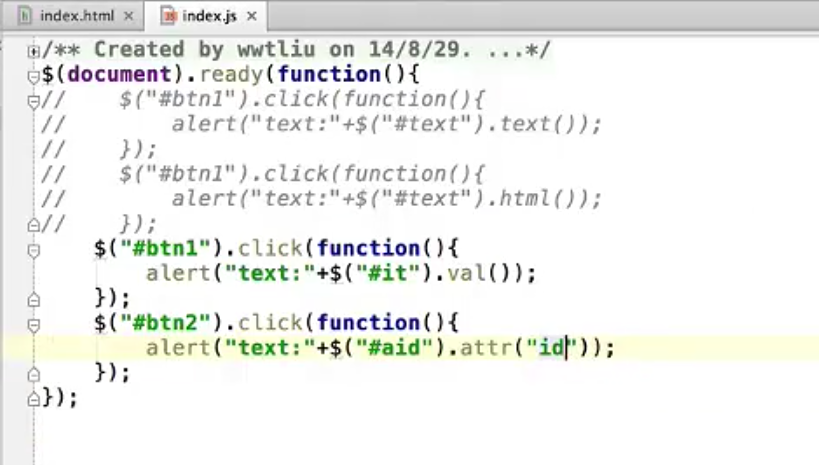 index.html index.js
/** Created by wwtliu on 14/8/29. ...*/
$(document).ready(function(){
//    $("#btn1").click(function(){
//        alert("text:"+$("#text").text());
//    });
//    $("#btn1").click(function(){
//        alert("text:"+$("#text").html());
//    });
    $("#btn1").click(function(){
        alert("text:"+$("#it").val());
    });
    $("#btn2").click(function(){
        alert("text:"+$("#aid").attr("id"));
    });
});